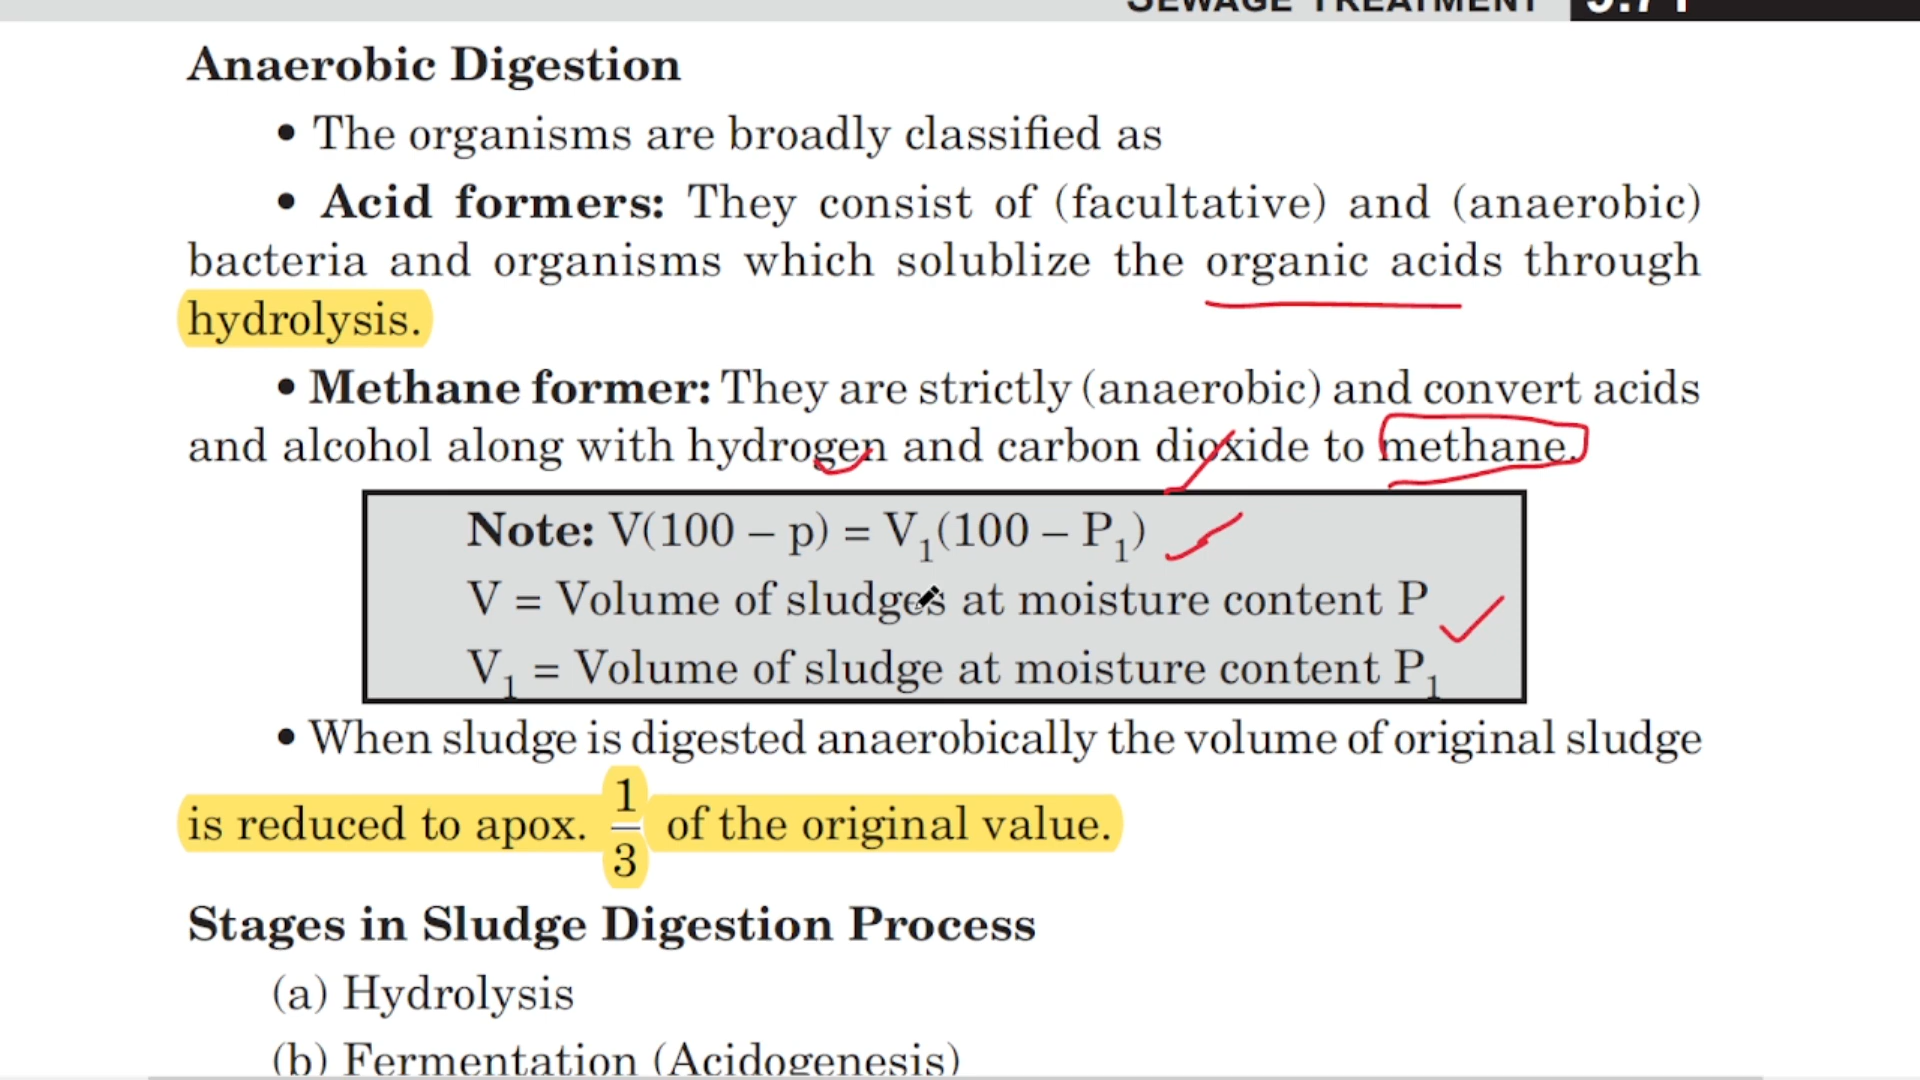 SEWAGE TREATMENT 9.71
Anaerobic Digestion
• The organisms are broadly classified as
• Acid formers: They consist of (facultative) and (anaerobic)
bacteria and organisms which solublize the organic acids through
hydrolysis.
• Methane former: They are strictly (anaerobic) and convert acids
and alcohol along with hydrogen and carbon dioxide to methane.
Note: V(100 – p) = V₁(100 – P₁)
V = Volume of sludges at moisture content P
V₁ = Volume of sludge at moisture content P₁
• When sludge is digested anaerobically the volume of original sludge
is reduced to apox. 1/3 of the original value.
Stages in Sludge Digestion Process
(a) Hydrolysis
(b) Fermentation (Acidogenesis)